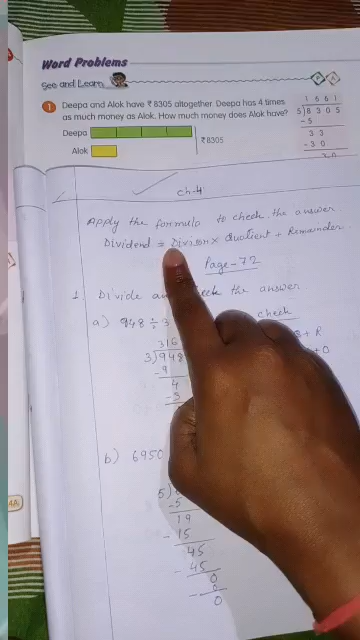 Word Problems
See and Learn
P A
1 Deepa and Alok have ₹ 8305 altogether. Deepa has 4 times
as much money as Alok. How much money does Alok have?
Deepa
₹8305
Alok
1 6 6 1
5) 8 3 0 5
- 5
3 3
- 3 0
3 0
ch-4
Apply the formula to check the answer
Dividend = Divisor × Quotient + Remainder.
Page-72
1. Divide and check the answer
a) 948 ÷ 3
check
316
3)948
-9
4
-3
+ R
+0
b) 6950
5)
-5
19
-15
45
-45
0
-0
0
4A